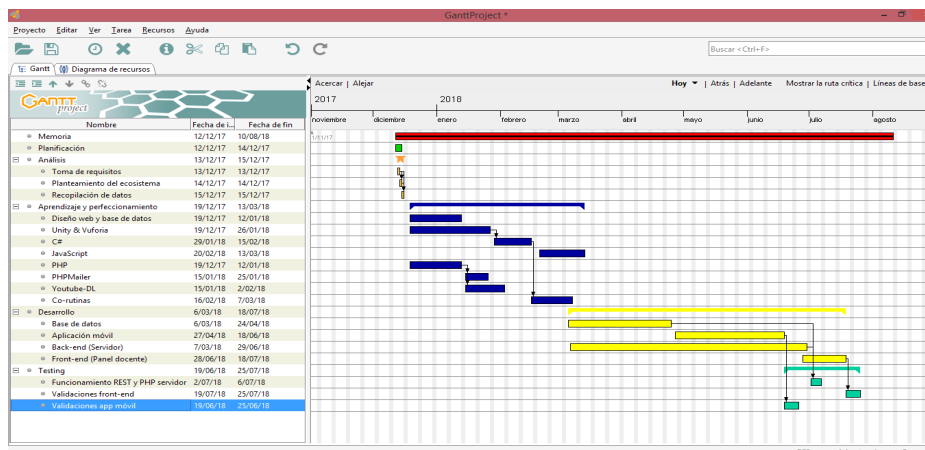 GanttProject *
Proyecto Editar Ver Tarea Recursos Ayuda
Buscar <Ctrl+F>
Gantt Diagrama de recursos
Acercar | Alejar Hoy | Atrás | Adelante Mostrar la ruta crítica | Líneas de base
GANTT project
2017 2018
noviembre diciembre enero febrero marzo abril mayo junio julio agosto
Nombre Fecha de i... Fecha de fin
1/11/17
Memoria 12/12/17 10/08/18
Planificación 12/12/17 14/12/17
Análisis 13/12/17 15/12/17
Toma de requisitos 13/12/17 13/12/17
Planteamiento del ecosistema 14/12/17 14/12/17
Recopilación de datos 15/12/17 15/12/17
Aprendizaje y perfeccionamiento 19/12/17 13/03/18
Diseño web y base de datos 19/12/17 12/01/18
Unity & Vuforia 19/12/17 26/01/18
C# 29/01/18 15/02/18
JavaScript 20/02/18 13/03/18
PHP 19/12/17 12/01/18
PHPMailer 15/01/18 25/01/18
Youtube-DL 15/01/18 2/02/18
Co-rutinas 16/02/18 7/03/18
Desarrollo 6/03/18 18/07/18
Base de datos 6/03/18 24/04/18
Aplicación móvil 27/04/18 18/06/18
Back-end (Servidor) 7/03/18 29/06/18
Front-end (Panel docente) 28/06/18 18/07/18
Testing 19/06/18 25/07/18
Funcionamiento REST y PHP servidor 2/07/18 6/07/18
Validaciones front-end 19/07/18 25/07/18
Validaciones app móvil 19/06/18 25/06/18